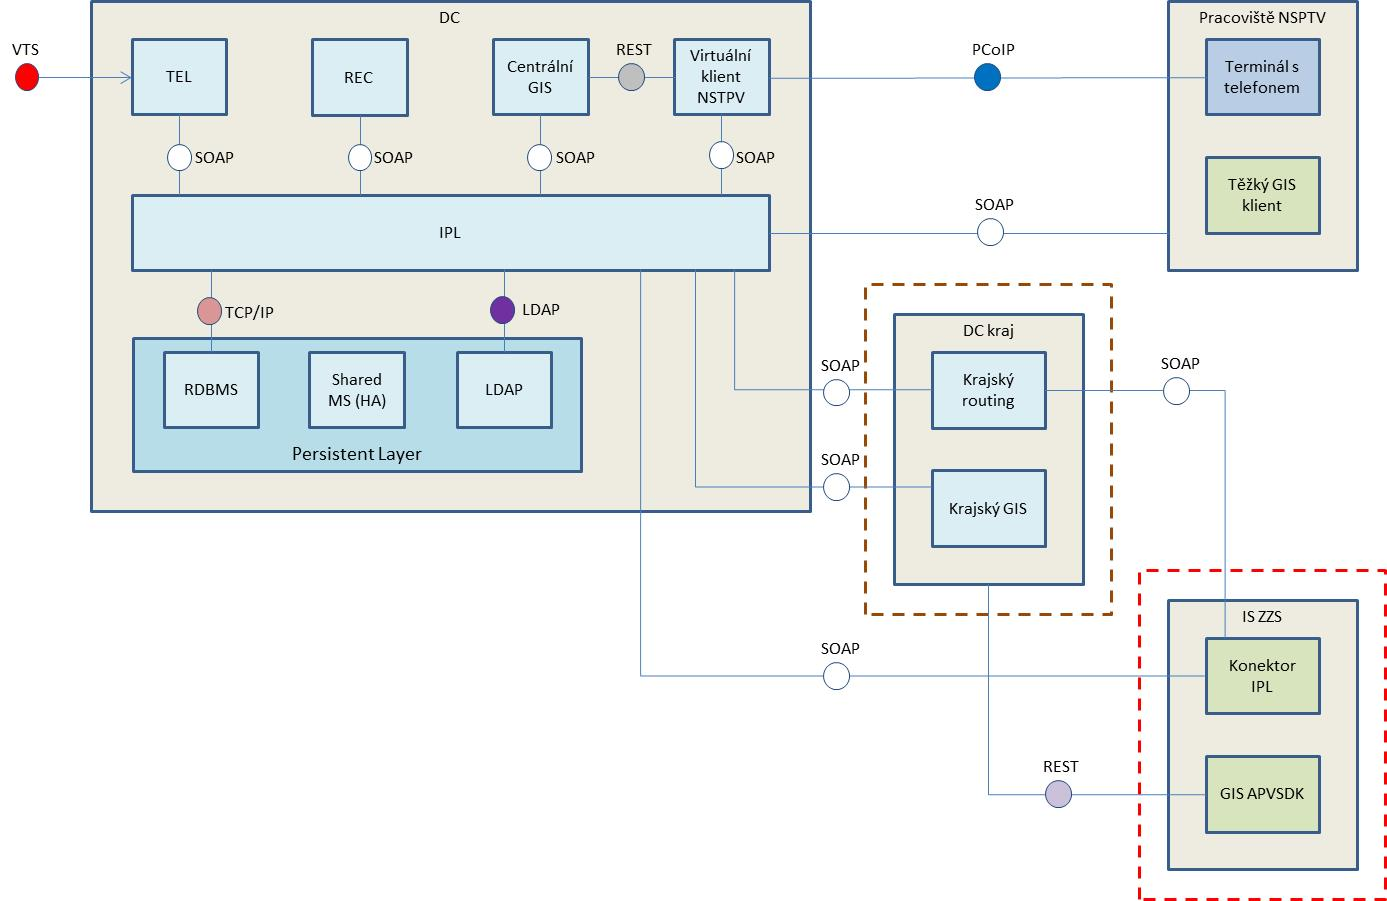 DC
Pracoviště NSPTV
VTS
TEL
REC
Centrální
GIS
REST
Virtuální
klient
NSTPV
PCoIP
Terminál s
telefonem
SOAP
SOAP
SOAP
SOAP
Těžký GIS
klient
SOAP
IPL
TCP/IP
LDAP
DC kraj
RDBMS
Shared
MS (HA)
LDAP
SOAP
Krajský
routing
SOAP
Persistent Layer
SOAP
Krajský GIS
IS ZZS
SOAP
Konektor
IPL
REST
GIS APVSDK